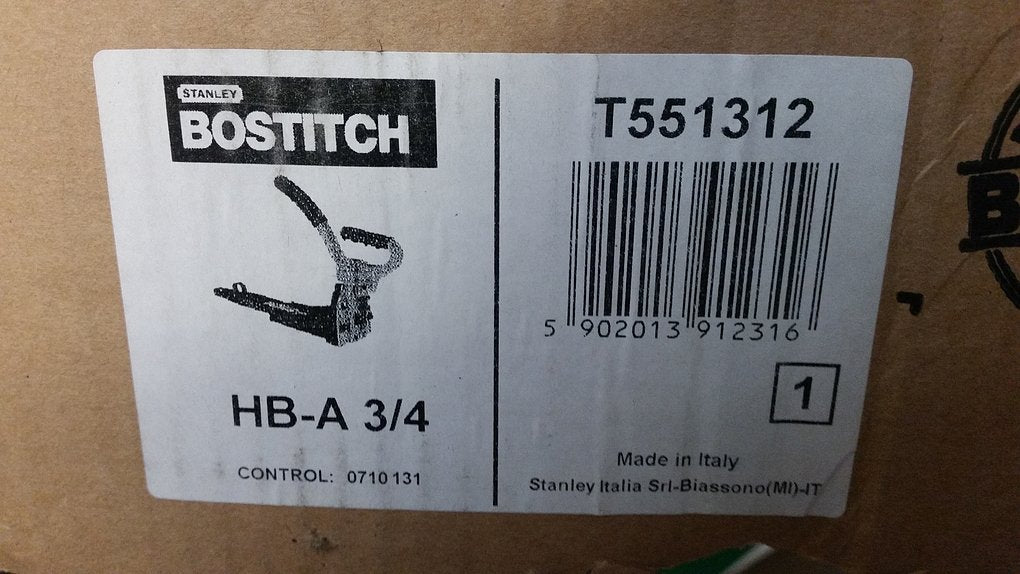 STANLEY
BOSTITCH
HB-A 3/4
CONTROL: 0710131
T551312
5 902013 912316
1
Made in Italy
Stanley Italia Srl-Biassono(MI)-IT
B